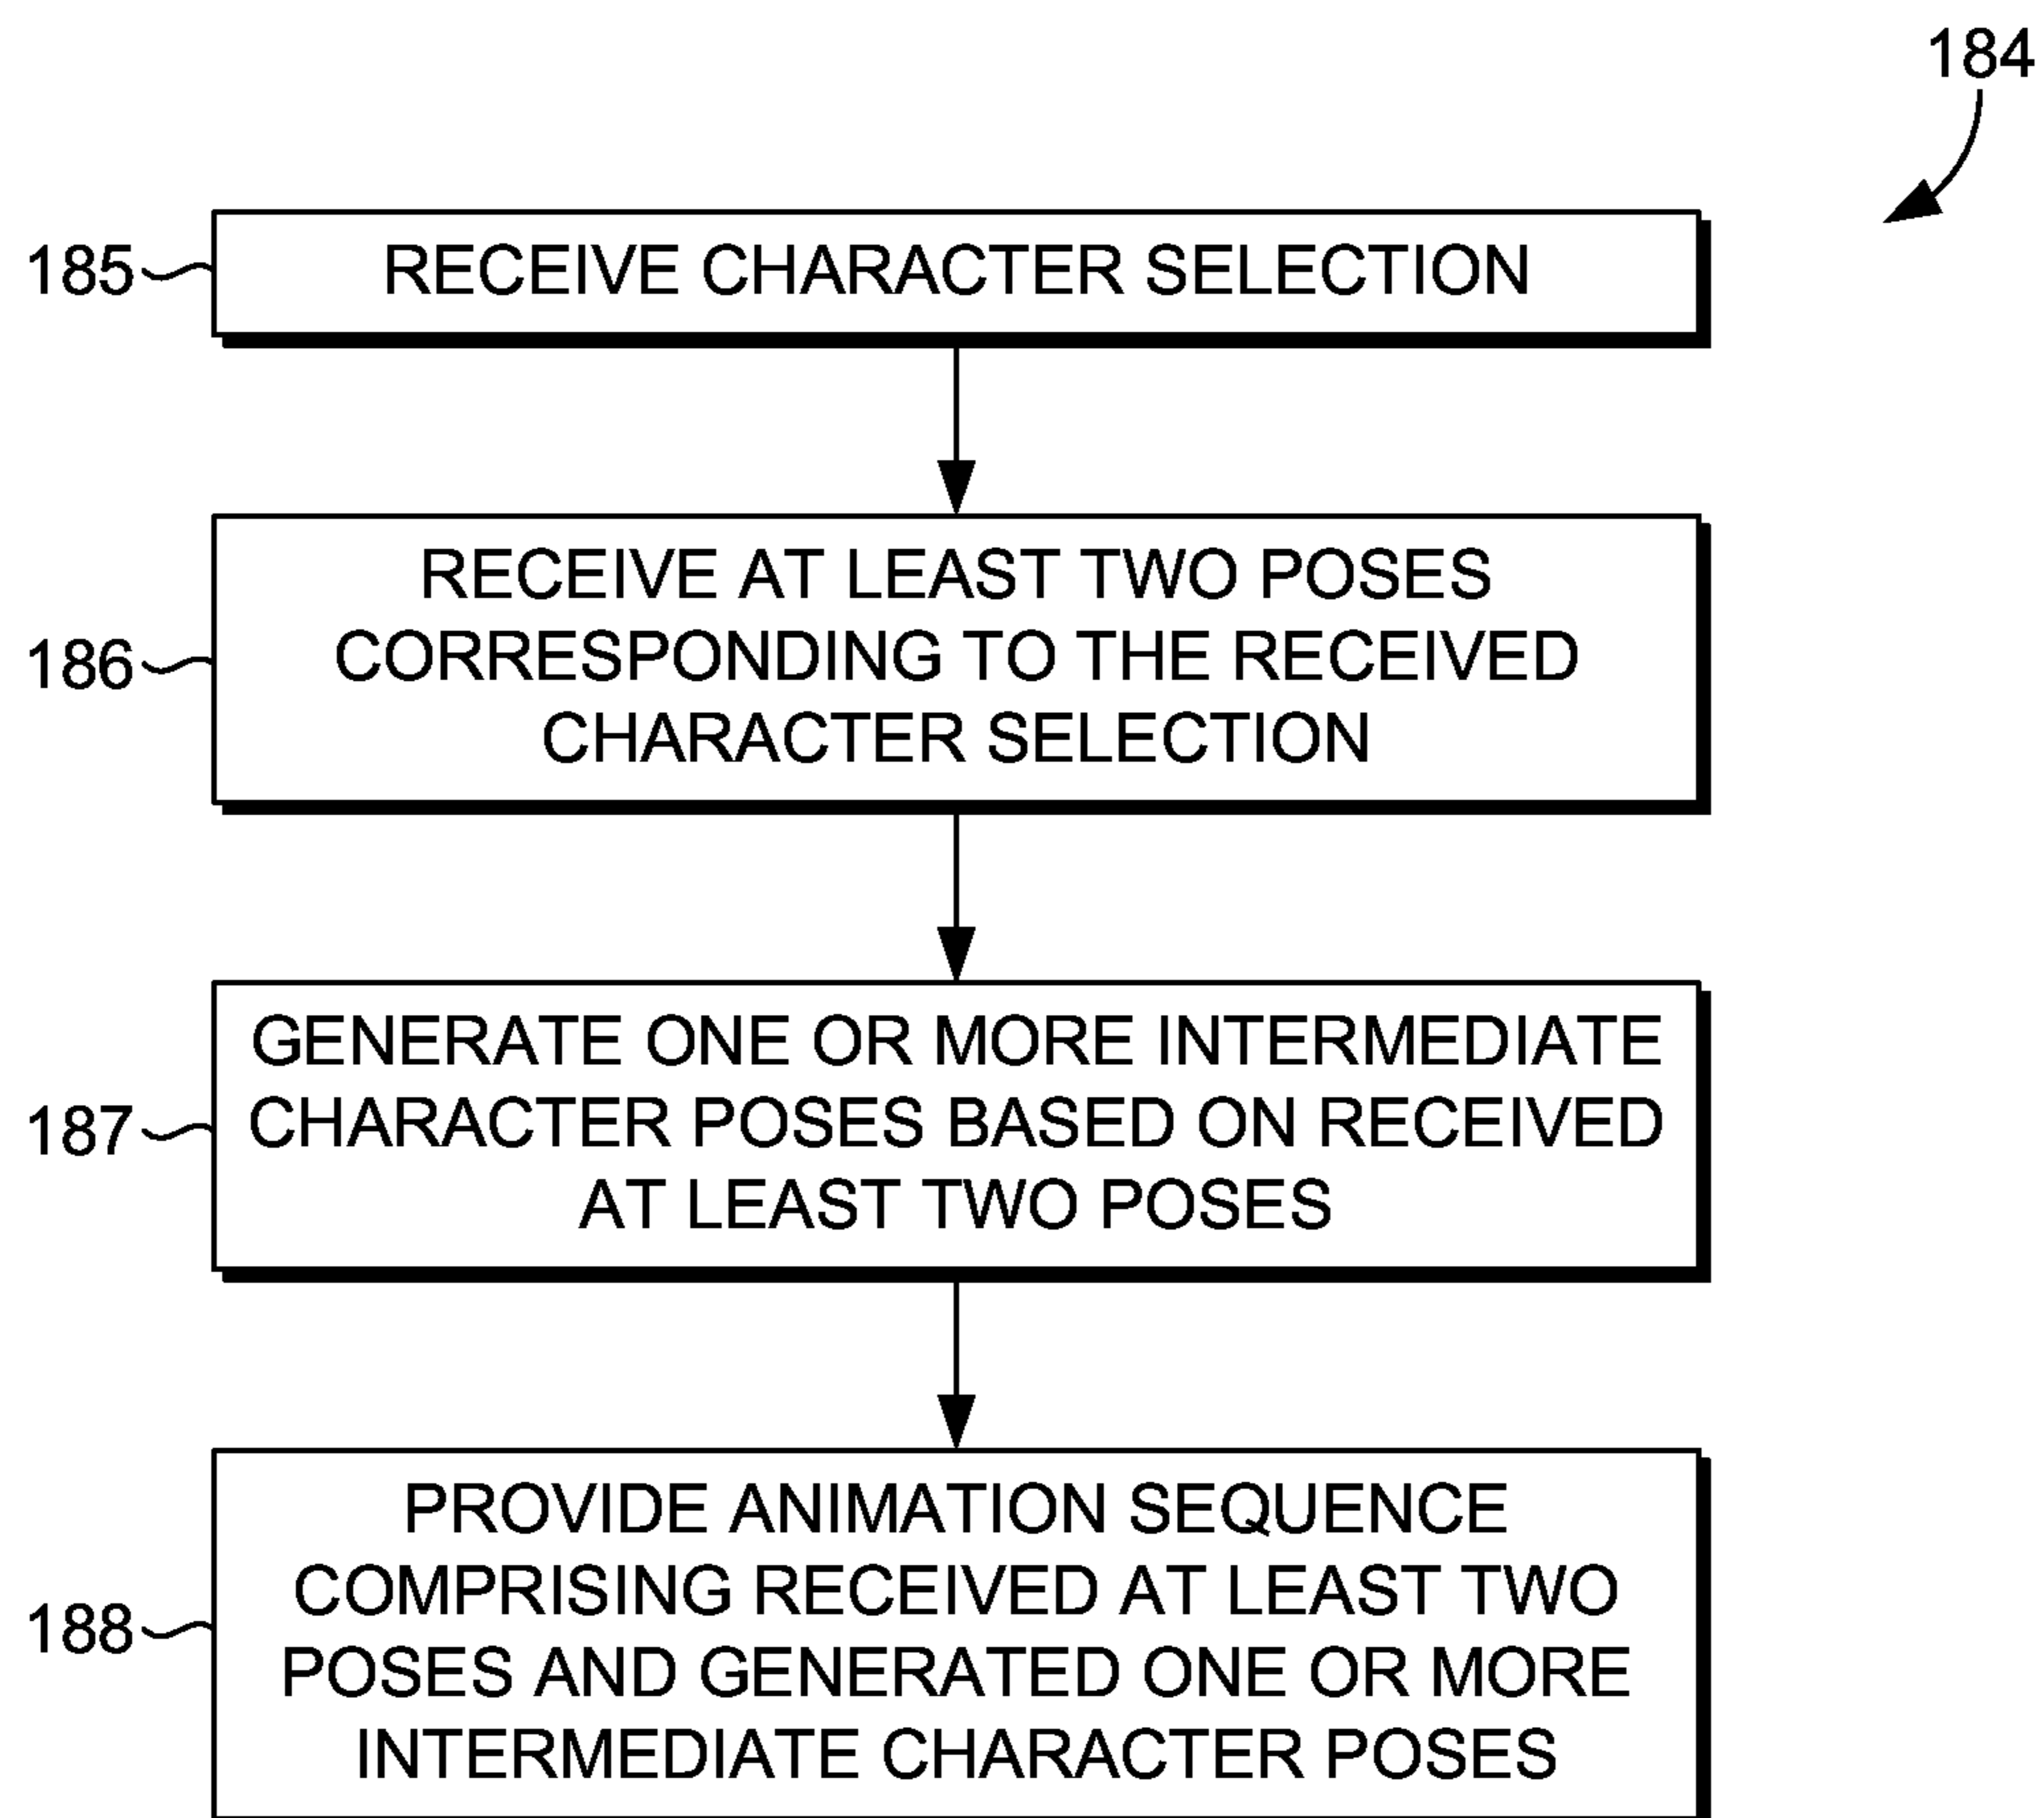 184
185
RECEIVE CHARACTER SELECTION
186
RECEIVE AT LEAST TWO POSES
CORRESPONDING TO THE RECEIVED
CHARACTER SELECTION
187
GENERATE ONE OR MORE INTERMEDIATE
CHARACTER POSES BASED ON RECEIVED
AT LEAST TWO POSES
188
PROVIDE ANIMATION SEQUENCE
COMPRISING RECEIVED AT LEAST TWO
POSES AND GENERATED ONE OR MORE
INTERMEDIATE CHARACTER POSES